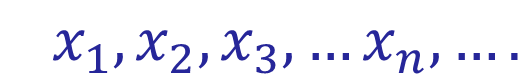 x₁, x₂, x₃, … xₙ, … .